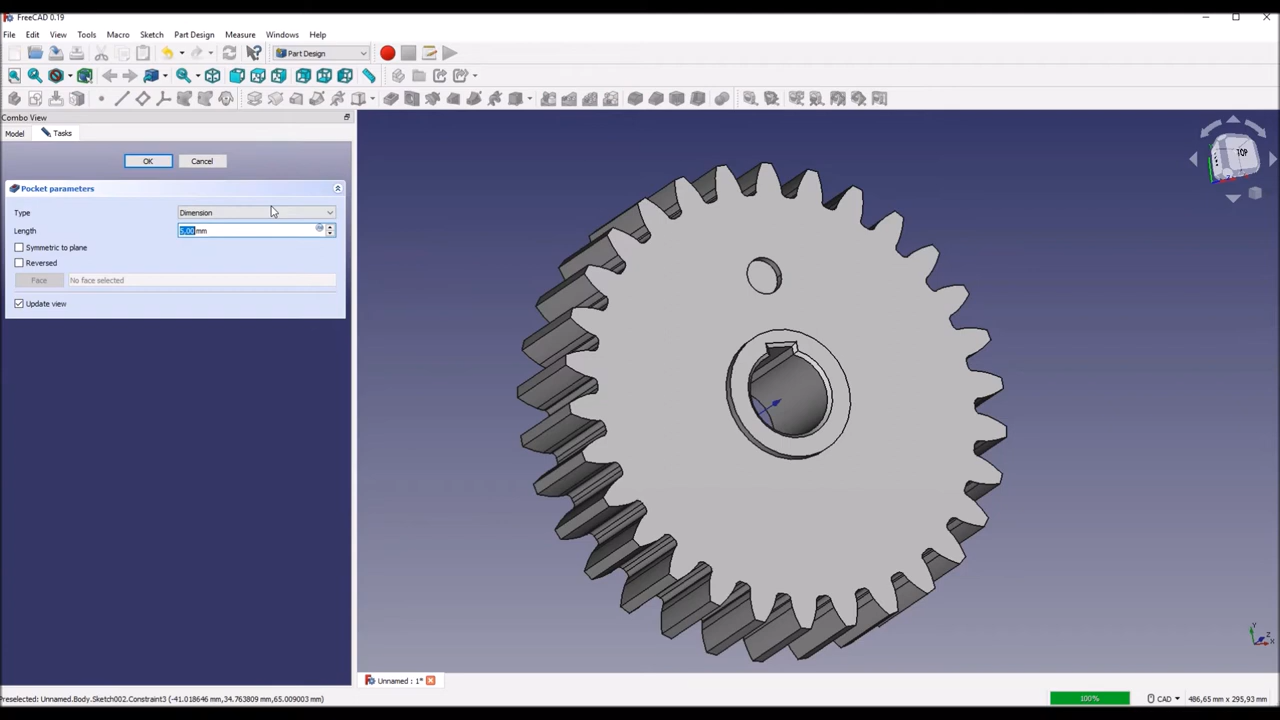 FreeCAD 0.19
File Edit View Tools Macro Sketch Part Design Measure Windows Help
Part Design
Combo View
Model Tasks
OK Cancel
Pocket parameters
Type Dimension
Length 5,00 mm
Symmetric to plane
Reversed
Face No face selected
Update view
TOP
Y
Z
X
Unnamed : 1*
Preselected: Unnamed.Body.Sketch002.Constraint3 (-41.018646 mm,34.763809 mm,65.009003 mm)
100%
CAD
486,65 mm x 295,93 mm